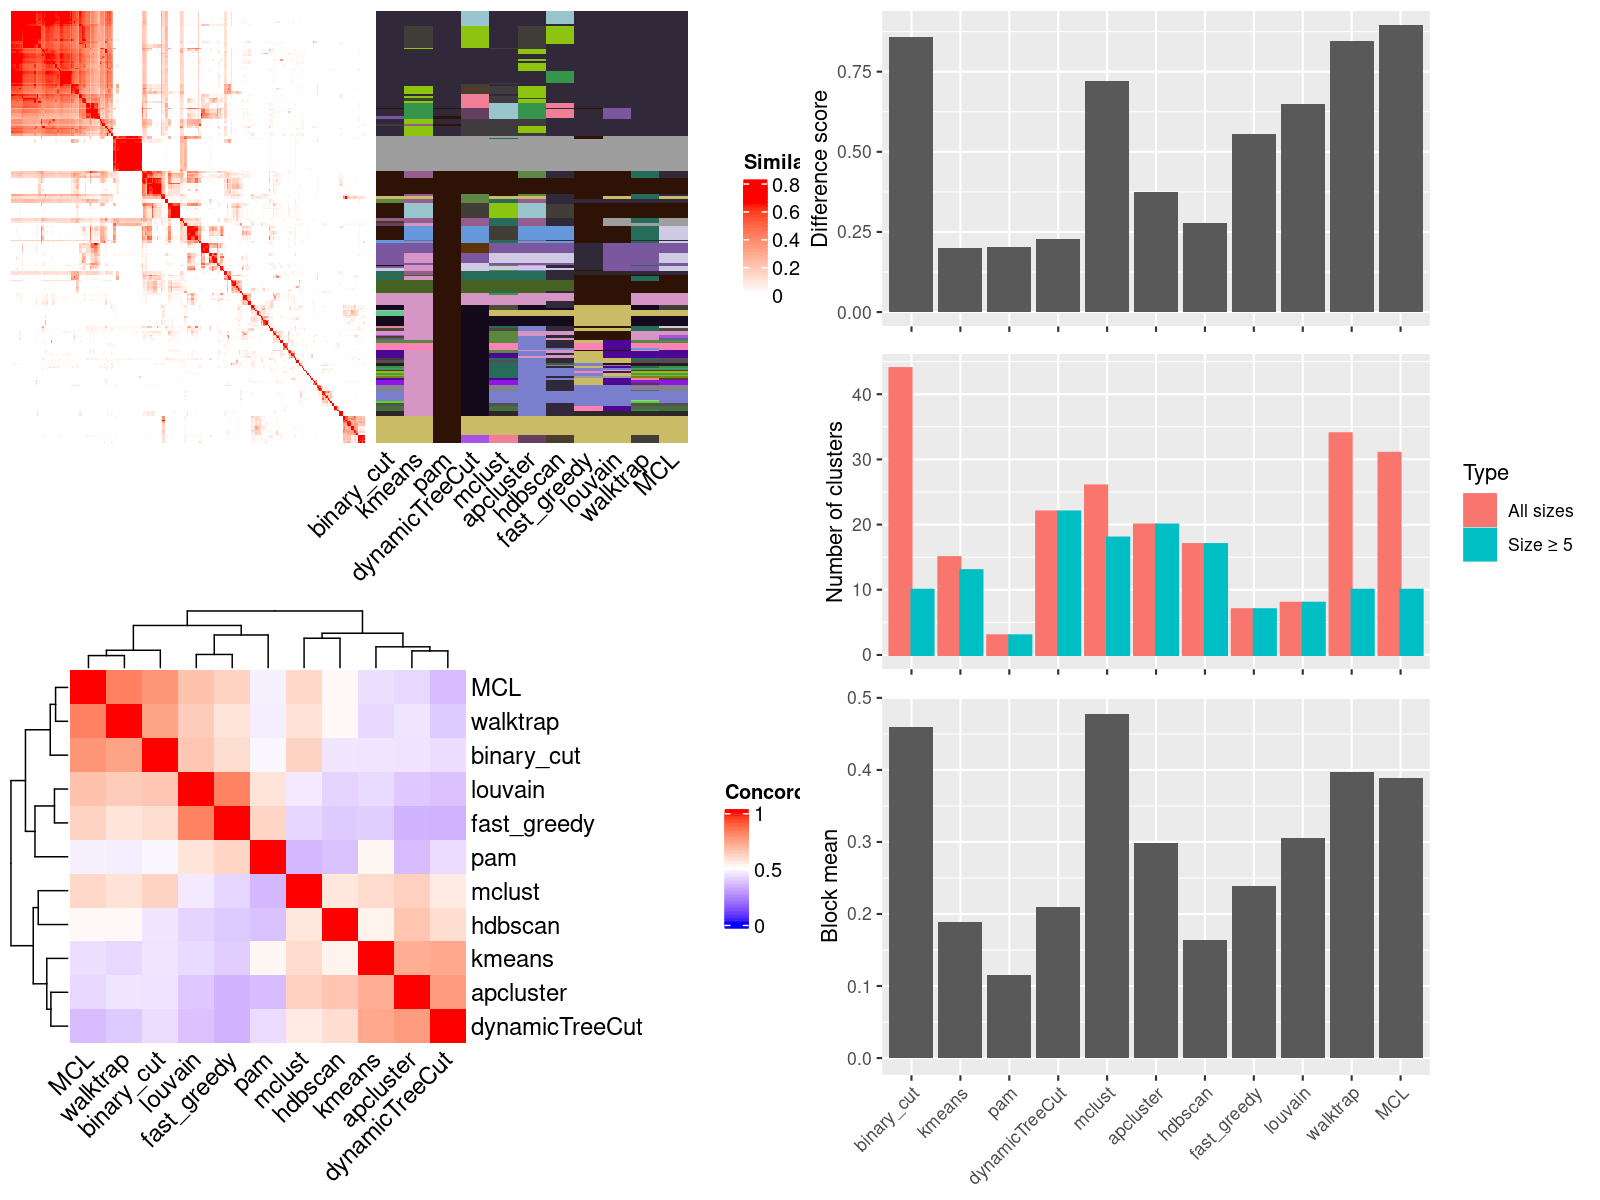 Simila
0.8
0.6
0.4
0.2
0
binary_cut
kmeans
pam
dynamicTreeCut
mclust
apcluster
hdbscan
fast_greedy
louvain
walktrap
MCL
MCL
walktrap
binary_cut
louvain
fast_greedy
pam
mclust
hdbscan
kmeans
apcluster
dynamicTreeCut
MCL
walktrap
binary_cut
louvain
fast_greedy
pam
mclust
hdbscan
kmeans
apcluster
dynamicTreeCut
Concord
1
0.5
0
Difference score
0.75
0.50
0.25
0.00
Number of clusters
40
30
20
10
0
Type
All sizes
Size ≥ 5
Block mean
0.5
0.4
0.3
0.2
0.1
0.0
binary_cut
kmeans
pam
dynamicTreeCut
mclust
apcluster
hdbscan
fast_greedy
louvain
walktrap
MCL